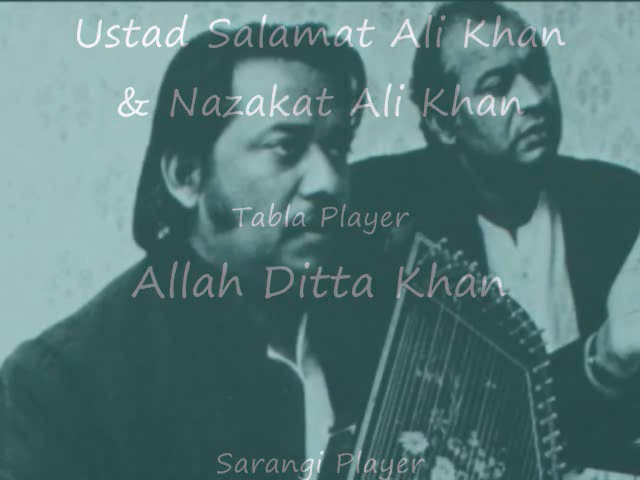 Ustad Salamat Ali Khan
& Nazakat Ali Khan
Tabla Player
Allah Ditta Khan
Sarangi Player